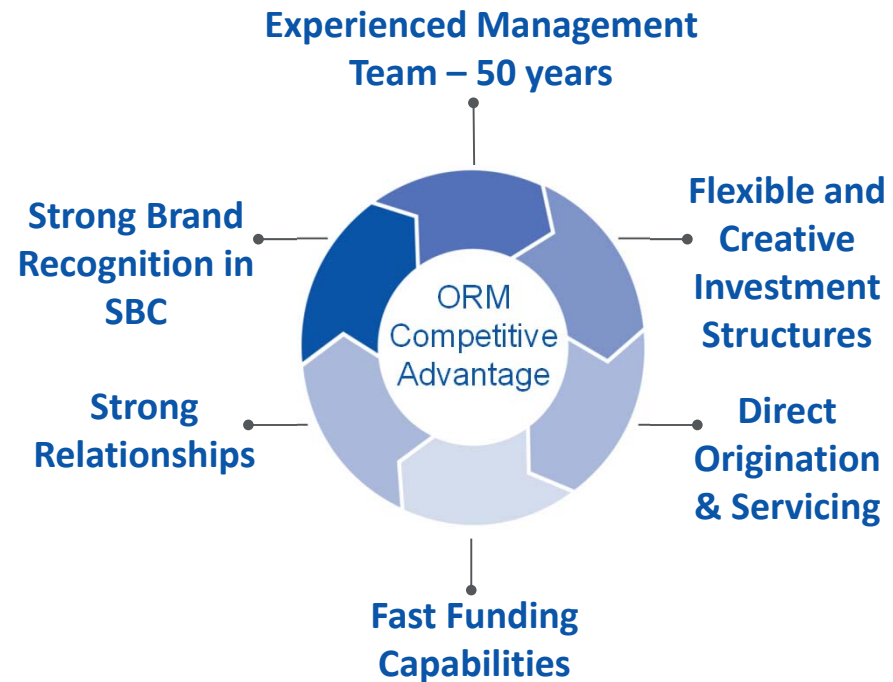 Experienced Management
Team – 50 years
Flexible and
Creative
Investment
Structures
Direct
Origination
& Servicing
Fast Funding
Capabilities
Strong
Relationships
Strong Brand
Recognition in
SBC
ORM
Competitive
Advantage